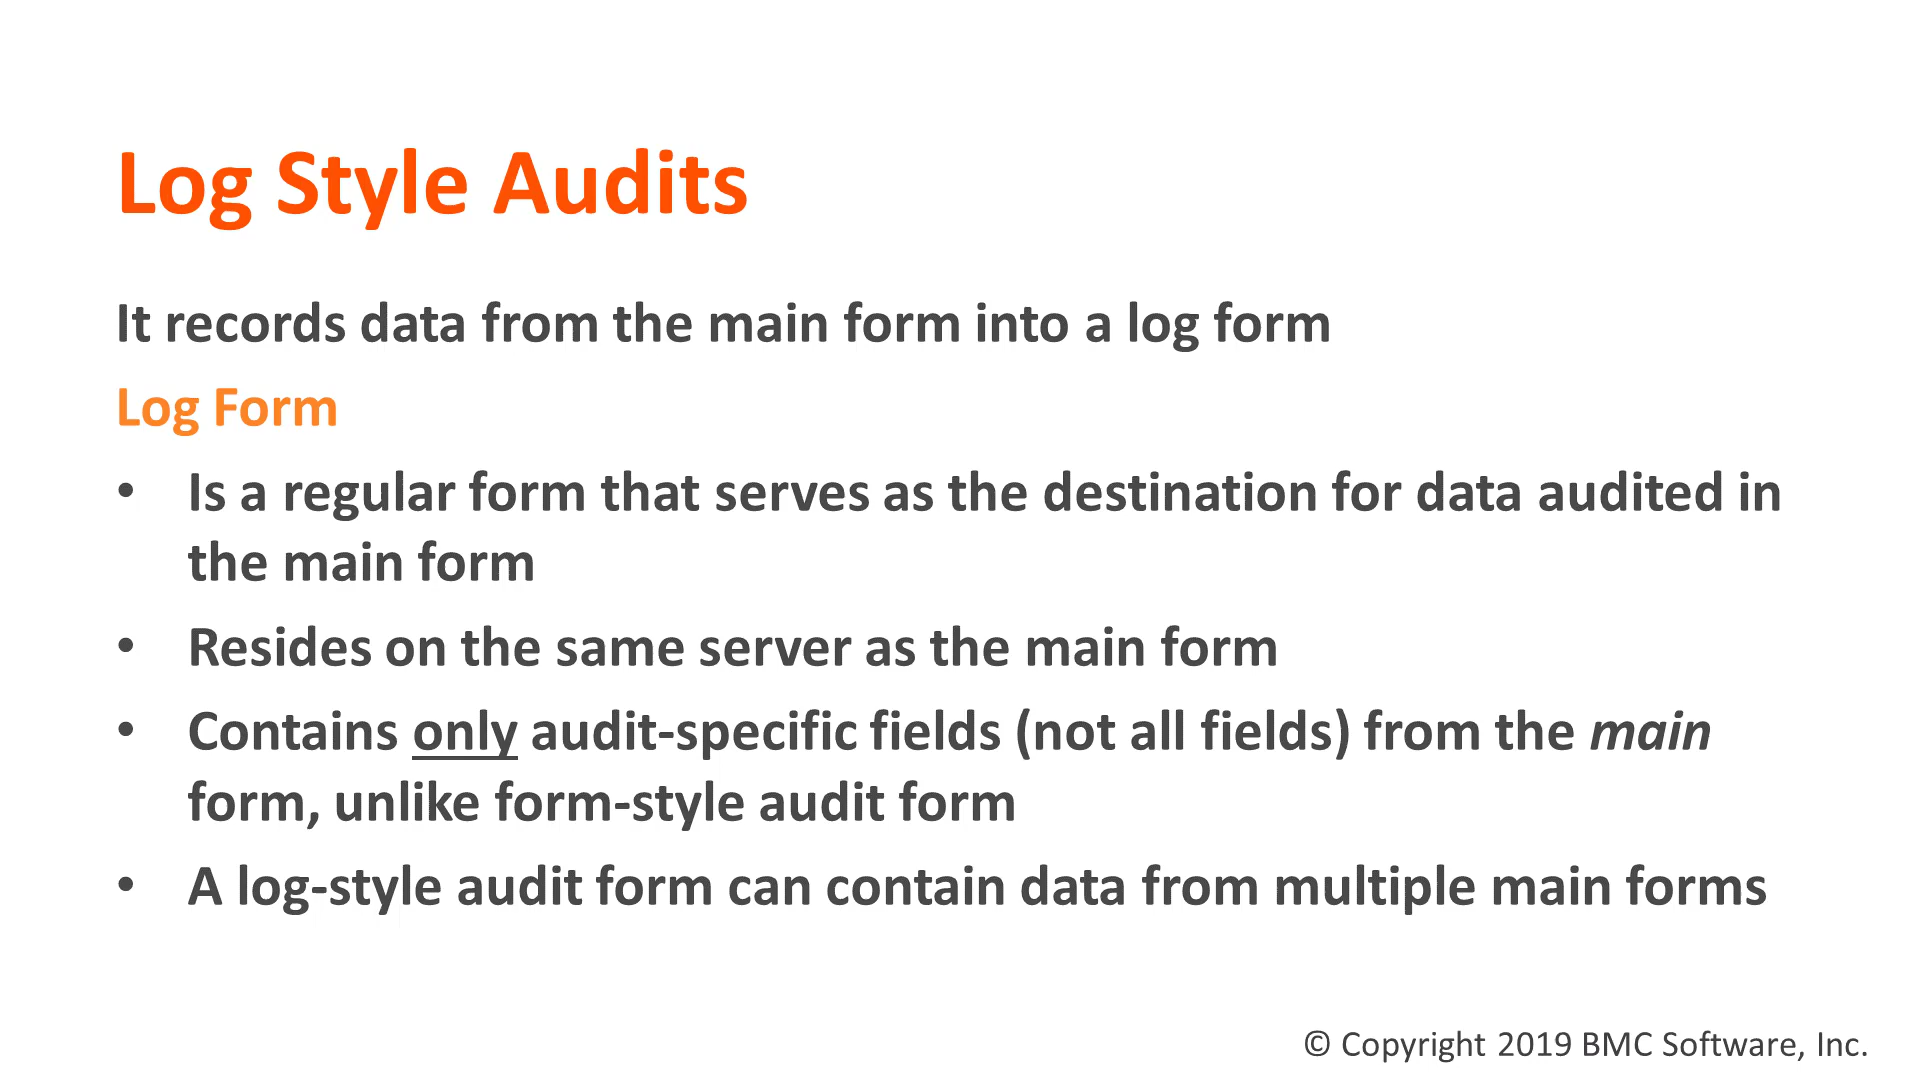 Log Style Audits
It records data from the main form into a log form
Log Form
• Is a regular form that serves as the destination for data audited in
the main form
• Resides on the same server as the main form
• Contains only audit-specific fields (not all fields) from the main
form, unlike form-style audit form
• A log-style audit form can contain data from multiple main forms
© Copyright 2019 BMC Software, Inc.